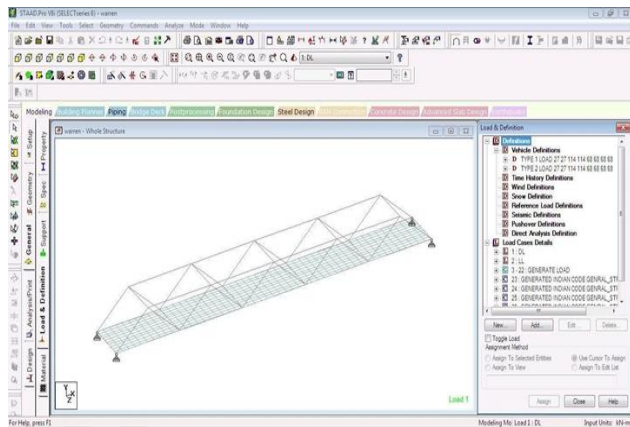 STAAD.Pro V8i (SELECTseries 6) - warren
File Edit View Tools Select Geometry Commands Analyze Mode Window Help
1: DL
Modeling Building Planner Piping Bridge Deck Postprocessing Foundation Design Steel Design Concrete Design Advanced Slab Design
Setup
Geometry
General
Analysis/Print
Design
Property
Spec
Support
Load & Definition
Material
warren - Whole Structure
Y
X
Z
Load 1
Load & Definition
Definitions
Vehicle Definitions
TYPE 1 LOAD 27 27 114 114 68 68 68 68
TYPE 2 LOAD 27 27 114 114 68 68 68 68
Time History Definitions
Wind Definitions
Snow Definition
Reference Load Definitions
Seismic Definitions
Pushover Definitions
Direct Analysis Definition
Load Cases Details
1 : DL
2 : LL
3 - 22 : GENERATE LOAD
23: GENERATED INDIAN CODE GENRAL_ST
24: GENERATED INDIAN CODE GENRAL_ST
25: GENERATED INDIAN CODE GENRAL_ST
New... Add... Edit... Delete...
Toggle Load
Assignment Method
Assign To Selected Entities Use Cursor To Assign
Assign To View Assign To Edit List
Assign Close Help
For Help, press F1
Modeling Mo Load 1 : DL Input Units: kN-m